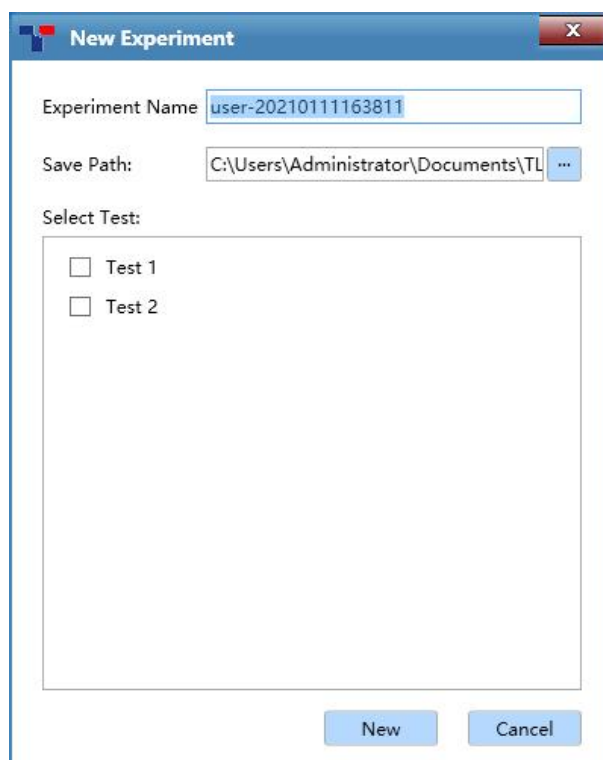 New Experiment
x
Experiment Name user-20210111163811
Save Path: C:\Users\Administrator\Documents\TL ...
Select Test:
Test 1
Test 2
New Cancel